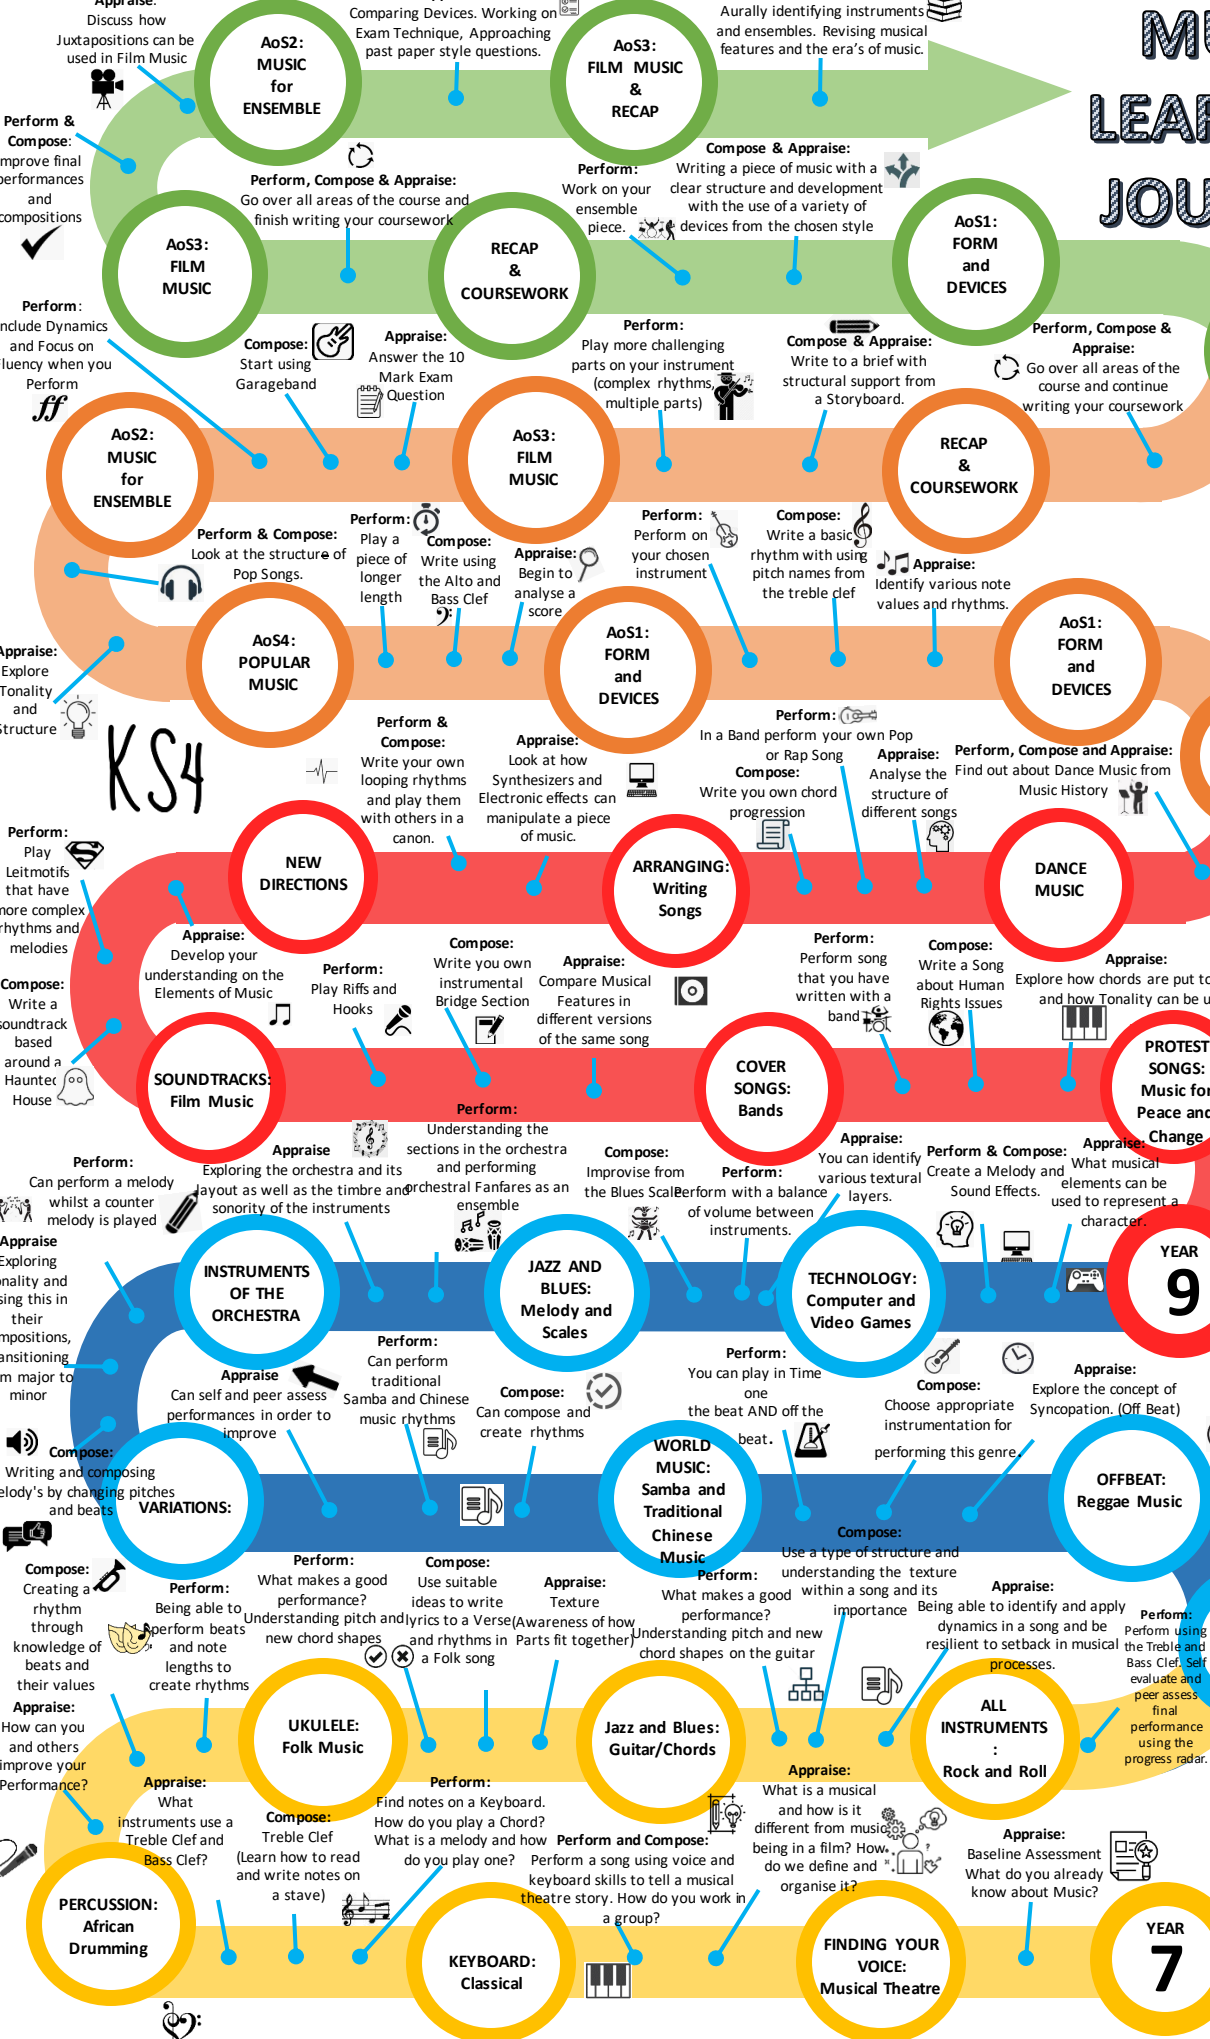 Appraise:
Discuss how
Juxtapositions can be
used in Film Music
AoS2:
MUSIC
for
ENSEMBLE
Comparing Devices. Working on
Exam Technique, Approaching
past paper style questions.
AoS3:
FILM MUSIC
&
RECAP
Aurally identifying instruments
and ensembles. Revising musical
features and the era's of music.
LEAR
JOU
Perform &
Compose:
mprove final
performances
and
compositions
Perform, Compose & Appraise:
Go over all areas of the course and
finish writing your coursework
Perform:
Work on your
ensemble
piece.
Compose & Appraise:
Writing a piece of music with a
clear structure and development
with the use of a variety of
devices from the chosen style
AoS3:
FILM
MUSIC
RECAP
&
COURSEWORK
AoS1:
FORM
and
DEVICES
Perform:
nclude Dynamics
and Focus on
luency when you
Perform
ff
Compose:
Start using
Garageband
Appraise:
Answer the 10
Mark Exam
Question
Perform:
Play more challenging
parts on your instrument
(complex rhythms,
multiple parts)
Compose & Appraise:
Write to a brief with
structural support from
a Storyboard.
Perform, Compose &
Appraise:
Go over all areas of the
course and continue
writing your coursework
AoS2:
MUSIC
for
ENSEMBLE
AoS3:
FILM
MUSIC
RECAP
&
COURSEWORK
Perform & Compose:
Look at the structure of
Pop Songs.
Perform:
Play a
piece of
longer
length
Compose:
Write using
the Alto and
Bass Clef
Appraise:
Begin to
analyse a
score
Perform:
Perform on
your chosen
instrument
Compose:
Write a basic
rhythm with using
pitch names from
the treble clef
Appraise:
Identify various note
values and rhythms.
Appraise:
Explore
Tonality
and
Structure
AoS4:
POPULAR
MUSIC
AoS1:
FORM
and
DEVICES
AoS1:
FORM
and
DEVICES
KS4
Perform &
Compose:
Write your own
looping rhythms
and play them
with others in a
canon.
Appraise:
Look at how
Synthesizers and
Electronic effects can
manipulate a piece
of music.
Perform:
In a Band perform your own Pop
or Rap Song
Compose:
Write you own chord
progression
Appraise:
Analyse the
structure of
different songs
Perform, Compose and Appraise:
Find out about Dance Music from
Music History
Perform:
Play
Leitmotifs
that have
more complex
rhythms and
melodies
NEW
DIRECTIONS
ARRANGING:
Writing
Songs
DANCE
MUSIC
Appraise:
Develop your
understanding on the
Elements of Music
Perform:
Play Riffs and
Hooks
Compose:
Write you own
instrumental
Bridge Section
Appraise:
Compare Musical
Features in
different versions
of the same song
Perform:
Perform song
that you have
written with a
band
Compose:
Write a Song
about Human
Rights Issues
Appraise:
Explore how chords are put to
and how Tonality can be u
Compose:
Write a
soundtrack
based
around a
Haunted
House
SOUNDTRACKS:
Film Music
COVER
SONGS:
Bands
PROTEST
SONGS:
Music for
Peace and
Change
Perform:
Can perform a melody
whilst a counter
melody is played
Appraise
Exploring the orchestra and its
layout as well as the timbre and
sonority of the instruments
Perform:
Understanding the
sections in the orchestra
and performing
orchestral Fanfares as an
ensemble
Compose:
Improvise from
the Blues Scale.
Perform:
Perform with a balance
of volume between
instruments.
Appraise:
You can identify
various textural
layers.
Perform & Compose:
Create a Melody and
Sound Effects.
Appraise:
What musical
elements can be
used to represent a
character.
Appraise
Exploring
onality and
sing this in
their
mpositions,
ansitioning
m major to
minor
INSTRUMENTS
OF THE
ORCHESTRA
JAZZ AND
BLUES:
Melody and
Scales
TECHNOLOGY:
Computer and
Video Games
YEAR
9
Appraise
Can self and peer assess
performances in order to
improve
Perform:
Can perform
traditional
Samba and Chinese
music rhythms
Compose:
Can compose and
create rhythms
Perform:
You can play in Time
one
the beat AND off the
beat.
Compose:
Choose appropriate
instrumentation for
performing this genre.
Appraise:
Explore the concept of
Syncopation. (Off Beat)
Compose:
Writing and composing
elody's by changing pitches
and beats
VARIATIONS:
WORLD
MUSIC:
Samba and
Traditional
Chinese
Music
OFFBEAT:
Reggae Music
Compose:
Creating a
rhythm
through
knowledge of
beats and
their values
Perform:
Being able to
perform beats
and note
lengths to
create rhythms
Perform:
What makes a good
performance?
Understanding pitch and
new chord shapes
Compose:
Use suitable
ideas to write
lyrics to a Verse
and rhythms in
a Folk song
Appraise:
Texture
(Awareness of how
Parts fit together)
Perform:
What makes a good
performance?
Understanding pitch and new
chord shapes on the guitar
Compose:
Use a type of structure and
understanding the texture
within a song and its
importance
Appraise:
Being able to identify and apply
dynamics in a song and be
resilient to setback in musical
processes.
Perform:
Perform using
the Treble and
Bass Clef. Self
evaluate and
peer assess
final
performance
using the
progress radar.
Appraise:
How can you
and others
improve your
Performance?
UKULELE:
Folk Music
Jazz and Blues:
Guitar/Chords
ALL
INSTRUMENTS
:
Rock and Roll
Appraise:
What
instruments use a
Treble Clef and
Bass Clef?
Compose:
Treble Clef
(Learn how to read
and write notes on
a stave)
Perform:
Find notes on a Keyboard.
How do you play a Chord?
What is a melody and how
do you play one?
Perform and Compose:
Perform a song using voice and
keyboard skills to tell a musical
theatre story. How do you work in
a group?
Appraise:
What is a musical
and how is it
different from music
being in a film? How
do we define and
organise it?
Appraise:
Baseline Assessment
What do you already
know about Music?
PERCUSSION:
African
Drumming
KEYBOARD:
Classical
FINDING YOUR
VOICE:
Musical Theatre
YEAR
7